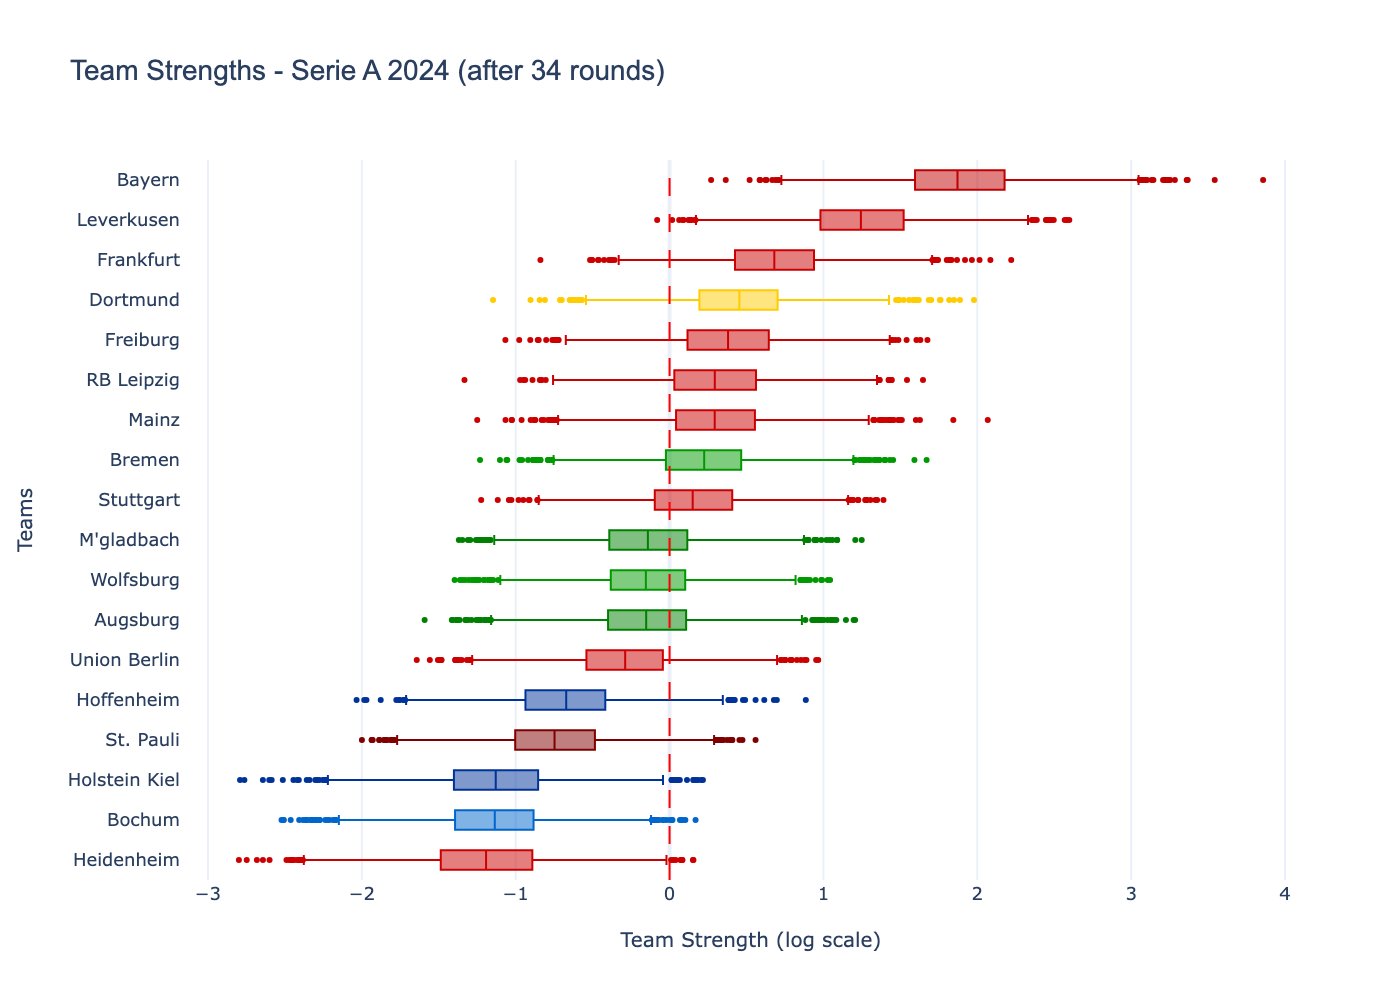 Team Strengths - Serie A 2024 (after 34 rounds)
Teams
Bayern
Leverkusen
Frankfurt
Dortmund
Freiburg
RB Leipzig
Mainz
Bremen
Stuttgart
M'gladbach
Wolfsburg
Augsburg
Union Berlin
Hoffenheim
St. Pauli
Holstein Kiel
Bochum
Heidenheim
−3 −2 −1 0 1 2 3 4
Team Strength (log scale)